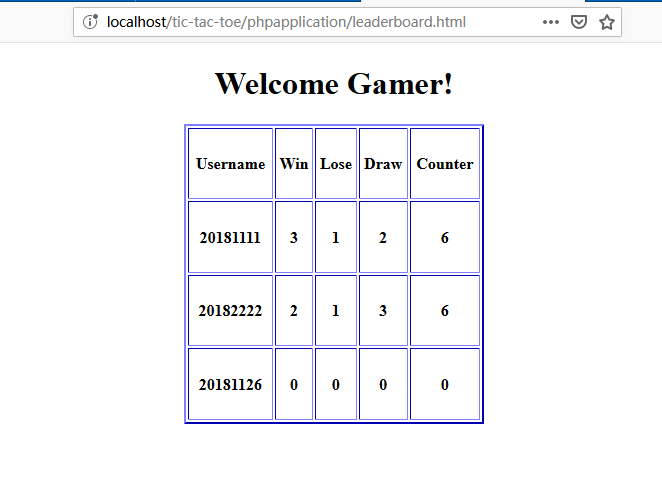 localhost/tic-tac-toe/phpapplication/leaderboard.html
Welcome Gamer!
Username Win Lose Draw Counter
20181111 3 1 2 6
20182222 2 1 3 6
20181126 0 0 0 0